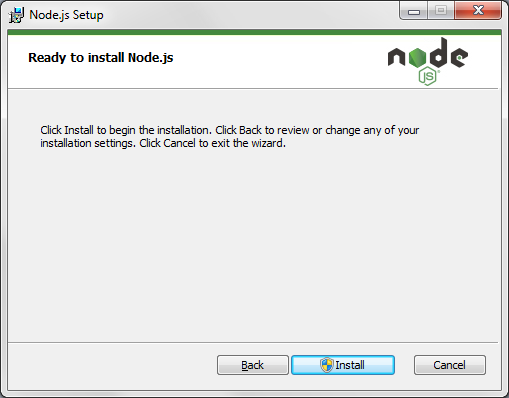 Node.js Setup
Ready to install Node.js
node
JS
Click Install to begin the installation. Click Back to review or change any of your
installation settings. Click Cancel to exit the wizard.
Back
Install
Cancel